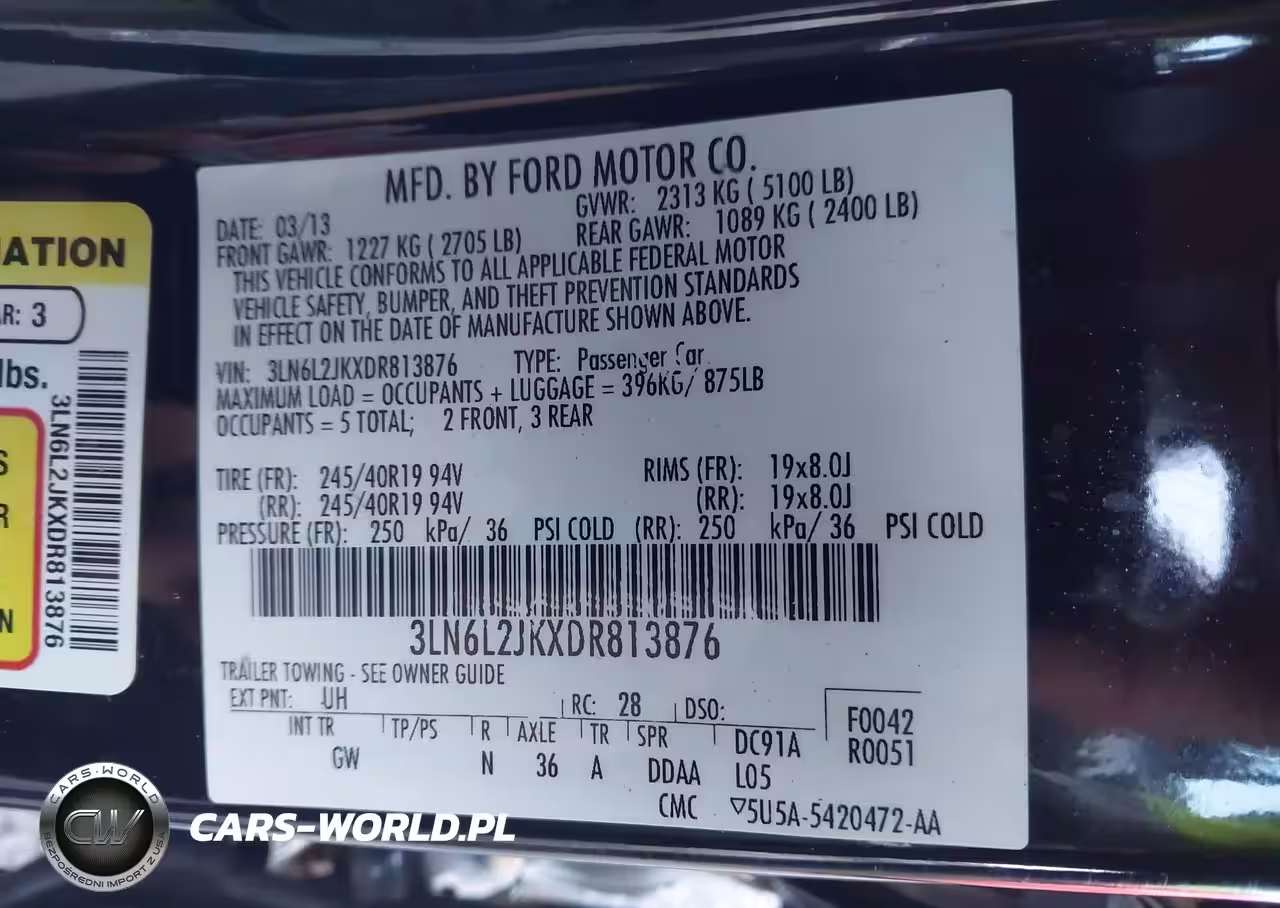 MFD. BY FORD MOTOR CO.
DATE: 03/13 GVWR: 2313 KG ( 5100 LB)
FRONT GAWR: 1227 KG ( 2705 LB) REAR GAWR: 1089 KG ( 2400 LB)
THIS VEHICLE CONFORMS TO ALL APPLICABLE FEDERAL MOTOR
VEHICLE SAFETY, BUMPER, AND THEFT PREVENTION STANDARDS
IN EFFECT ON THE DATE OF MANUFACTURE SHOWN ABOVE.
VIN: 3LN6L2JKXDR813876 TYPE: Passenger Car
MAXIMUM LOAD = OCCUPANTS + LUGGAGE = 396KG/ 875LB
OCCUPANTS = 5 TOTAL; 2 FRONT, 3 REAR
TIRE (FR): 245/40R19 94V RIMS (FR): 19x8.0J
(RR): 245/40R19 94V (RR): 19x8.0J
PRESSURE (FR): 250 kPa/ 36 PSI COLD (RR): 250 kPa/ 36 PSI COLD
3LN6L2JKXDR813876
TRAILER TOWING - SEE OWNER GUIDE
EXT PNT: UH RC: 28 DSO: F0042
INT TR TP/PS R AXLE TR SPR DC91A R0051
GW N 36 A DDAA L05
CMC ▽5U5A-5420472-AA
ATION
AR: 3
lbs.
S
R
N
3LN6L2JKXDR813876
CARS-WORLD
CW
BEZPOŚREDNI IMPORT Z USA
CARS-WORLD.PL